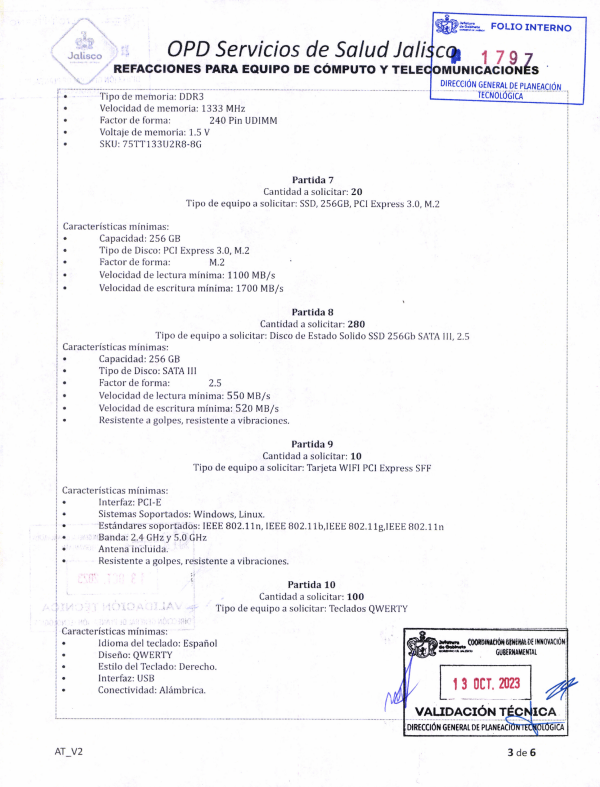 Jalisco
OPD Servicios de Salud Jalisco
REFACCIONES PARA EQUIPO DE CÓMPUTO Y TELECOMUNICACIONES
Jefatura de Gabinete
FOLIO INTERNO
1797
DIRECCIÓN GENERAL DE PLANEACIÓN
TECNOLÓGICA
• Tipo de memoria: DDR3
• Velocidad de memoria: 1333 MHz
• Factor de forma: 240 Pin UDIMM
• Voltaje de memoria: 1.5 V
• SKU: 75TT133U2R8-8G
Partida 7
Cantidad a solicitar: 20
Tipo de equipo a solicitar: SSD, 256GB, PCI Express 3.0, M.2
Características mínimas:
• Capacidad: 256 GB
• Tipo de Disco: PCI Express 3.0, M.2
• Factor de forma: M.2
• Velocidad de lectura mínima: 1100 MB/s
• Velocidad de escritura mínima: 1700 MB/s
Partida 8
Cantidad a solicitar: 280
Tipo de equipo a solicitar: Disco de Estado Solido SSD 256Gb SATA III, 2.5
Características mínimas:
• Capacidad: 256 GB
• Tipo de Disco: SATA III
• Factor de forma: 2.5
• Velocidad de lectura mínima: 550 MB/s
• Velocidad de escritura mínima: 520 MB/s
• Resistente a golpes, resistente a vibraciones.
Partida 9
Cantidad a solicitar: 10
Tipo de equipo a solicitar: Tarjeta WIFI PCI Express SFF
Características mínimas:
• Interfaz: PCI-E
• Sistemas Soportados: Windows, Linux.
• Estándares soportados: IEEE 802.11n, IEEE 802.11b,IEEE 802.11g,IEEE 802.11n
• Banda: 2.4 GHz y 5.0 GHz
• Antena incluida.
• Resistente a golpes, resistente a vibraciones.
Partida 10
Cantidad a solicitar: 100
Tipo de equipo a solicitar: Teclados QWERTY
Características mínimas:
• Idioma del teclado: Español
• Diseño: QWERTY
• Estilo del Teclado: Derecho.
• Interfaz: USB
• Conectividad: Alámbrica.
Jefatura de Gabinete
COORDINACIÓN GENERAL DE INNOVACIÓN
GUBERNAMENTAL
13 OCT. 2023
VALIDACIÓN TÉCNICA
DIRECCIÓN GENERAL DE PLANEACIÓN TECNOLÓGICA
AT_V2
3 de 6